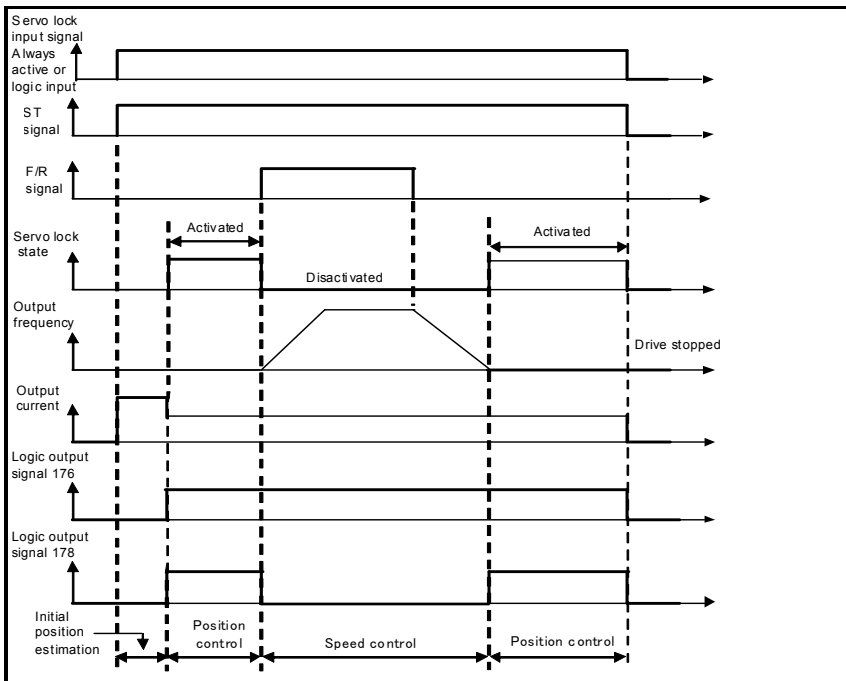 Servo lock
input signal
Always
active or
logic input
ST
signal
F/R
signal
Activated
Activated
Servo lock
state
Disactivated
Output
frequency
Drive stopped
Output
current
Logic output
signal 176
Logic output
signal 178
Initial
position
estimation
Position
control
Speed control
Position control